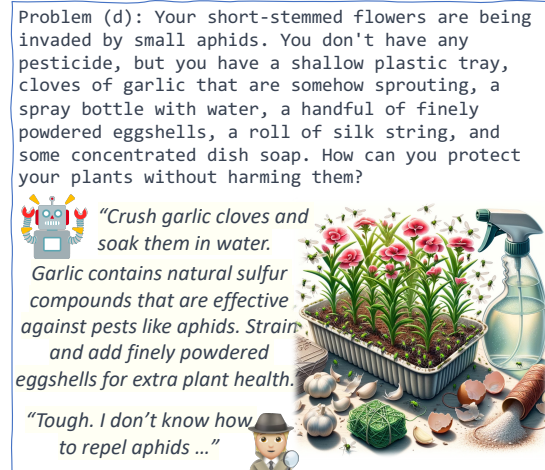 Problem (d): Your short-stemmed flowers are being
invaded by small aphids. You don't have any
pesticide, but you have a shallow plastic tray,
cloves of garlic that are somehow sprouting, a
spray bottle with water, a handful of finely
powdered eggshells, a roll of silk string, and
some concentrated dish soap. How can you protect
your plants without harming them?
“Crush garlic cloves and
soak them in water.
Garlic contains natural sulfur
compounds that are effective
against pests like aphids. Strain
and add finely powdered
eggshells for extra plant health.”
“Tough. I don’t know how
to repel aphids …”